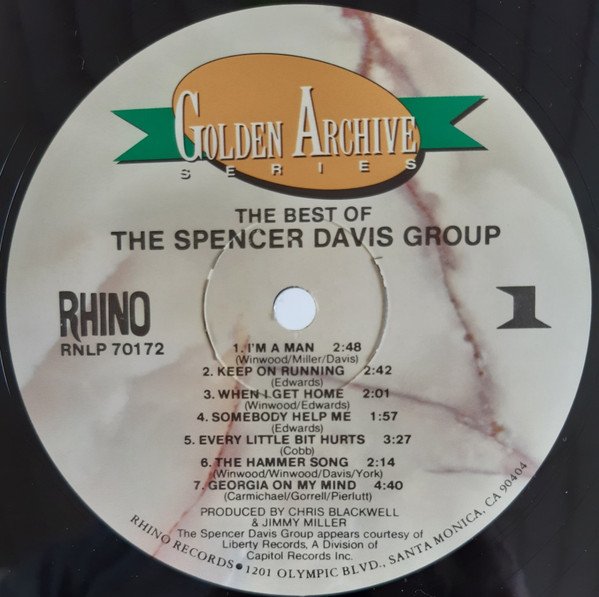 GOLDEN ARCHIVE
SERIES
THE BEST OF
THE SPENCER DAVIS GROUP
RHINO
RNLP 70172
1
1. I'M A MAN 2:48
(Winwood/Miller/Davis)
2. KEEP ON RUNNING 2:42
(Edwards)
3. WHEN I GET HOME 2:01
(Winwood/Edwards)
4. SOMEBODY HELP ME 1:57
(Edwards)
5. EVERY LITTLE BIT HURTS 3:27
(Cobb)
6. THE HAMMER SONG 2:14
(Winwood/Winwood/Davis/York)
7. GEORGIA ON MY MIND 4:40
(Carmichael/Gorrell/Pierlutt)
PRODUCED BY CHRIS BLACKWELL
& JIMMY MILLER
The Spencer Davis Group appears courtesy of
Liberty Records, A Division of
Capitol Records Inc.
RHINO RECORDS●1201 OLYMPIC BLVD., SANTA MONICA, CA 90404